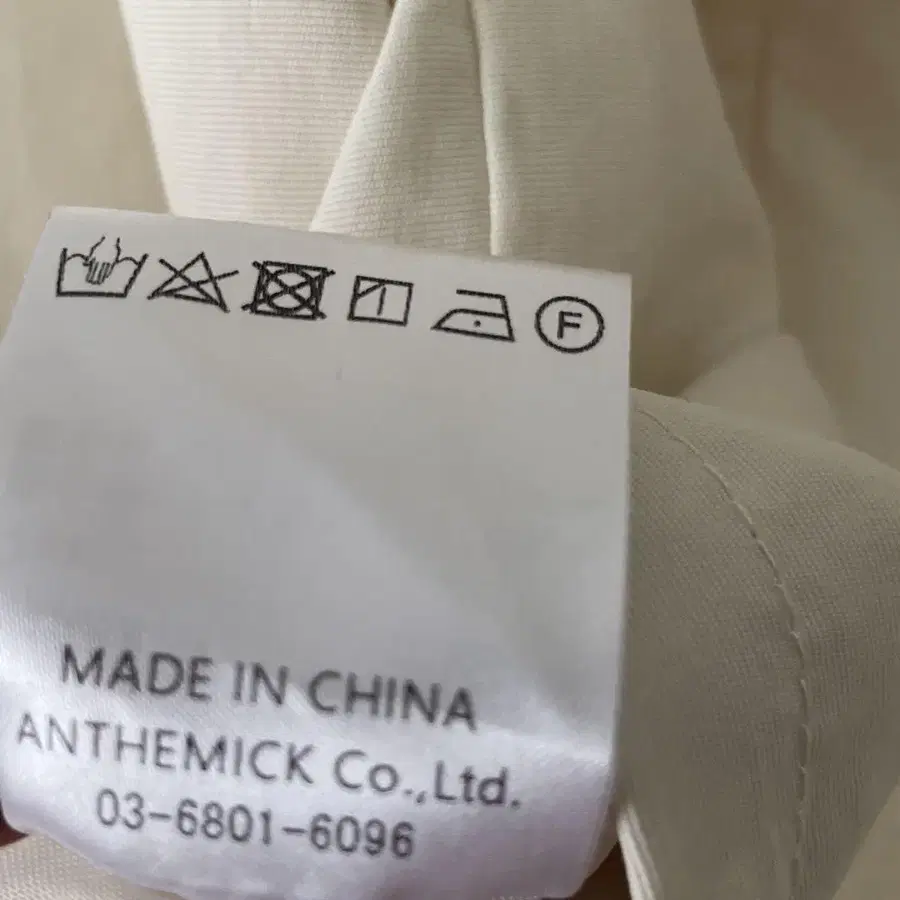 F
MADE IN CHINA
ANTHEMICK Co.,Ltd.
03-6801-6096